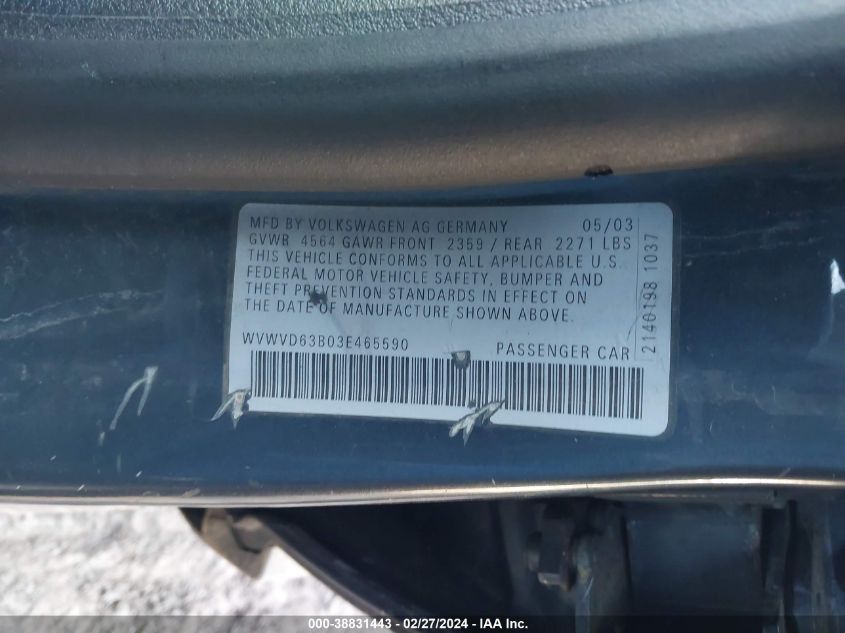 MFD BY VOLKSWAGEN AG GERMANY 05/03
GVWR 4564 GAWR FRONT 2359 / REAR 2271 LBS
THIS VEHICLE CONFORMS TO ALL APPLICABLE U.S.
FEDERAL MOTOR VEHICLE SAFETY, BUMPER AND
THEFT PREVENTION STANDARDS IN EFFECT ON
THE DATE OF MANUFACTURE SHOWN ABOVE.
WVWVD63B03E465590 PASSENGER CAR
2140198 1037
000-38831443 - 02/27/2024 - IAA Inc.